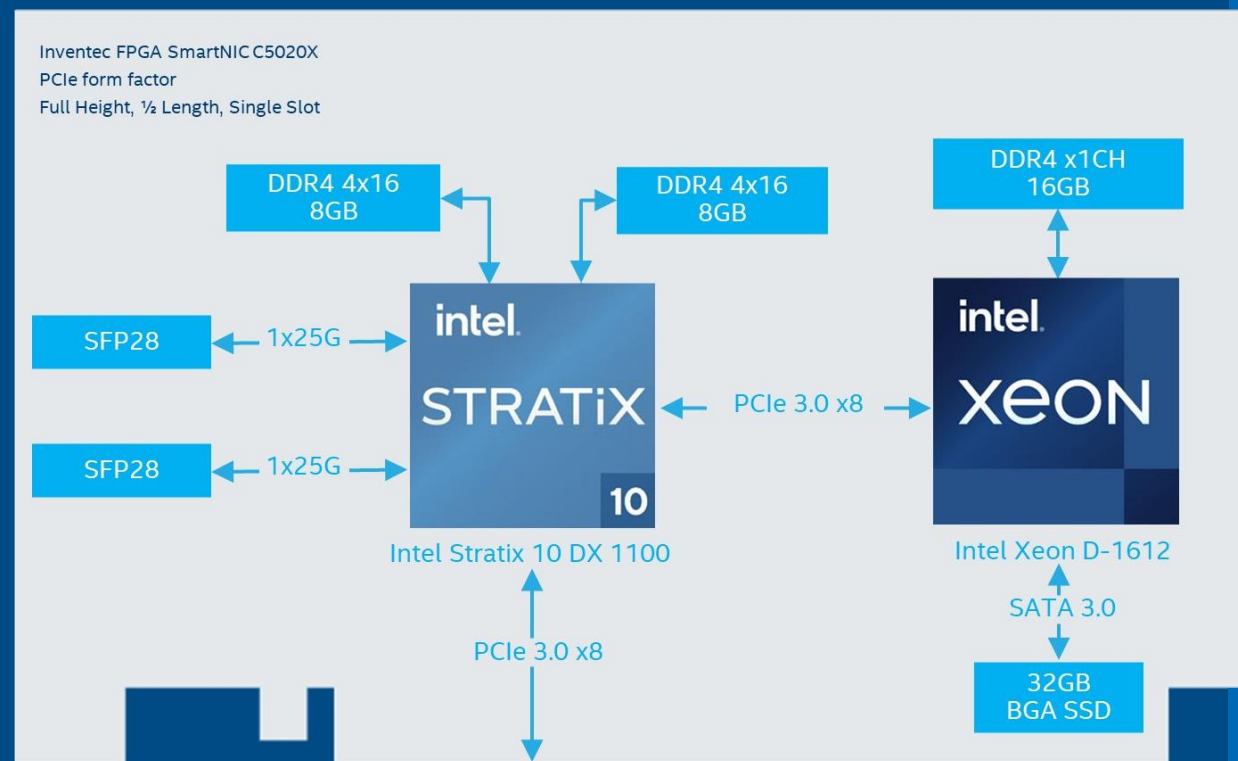 Inventec FPGA SmartNIC C5020X
PCIe form factor
Full Height, ½ Length, Single Slot
DDR4 4x16
8GB
DDR4 4x16
8GB
DDR4 x1CH
16GB
SFP28
1x25G
SFP28
1x25G
intel.
STRATiX
10
Intel Stratix 10 DX 1100
PCIe 3.0 x8
intel.
xeon
Intel Xeon D-1612
SATA 3.0
32GB
BGA SSD
PCIe 3.0 x8